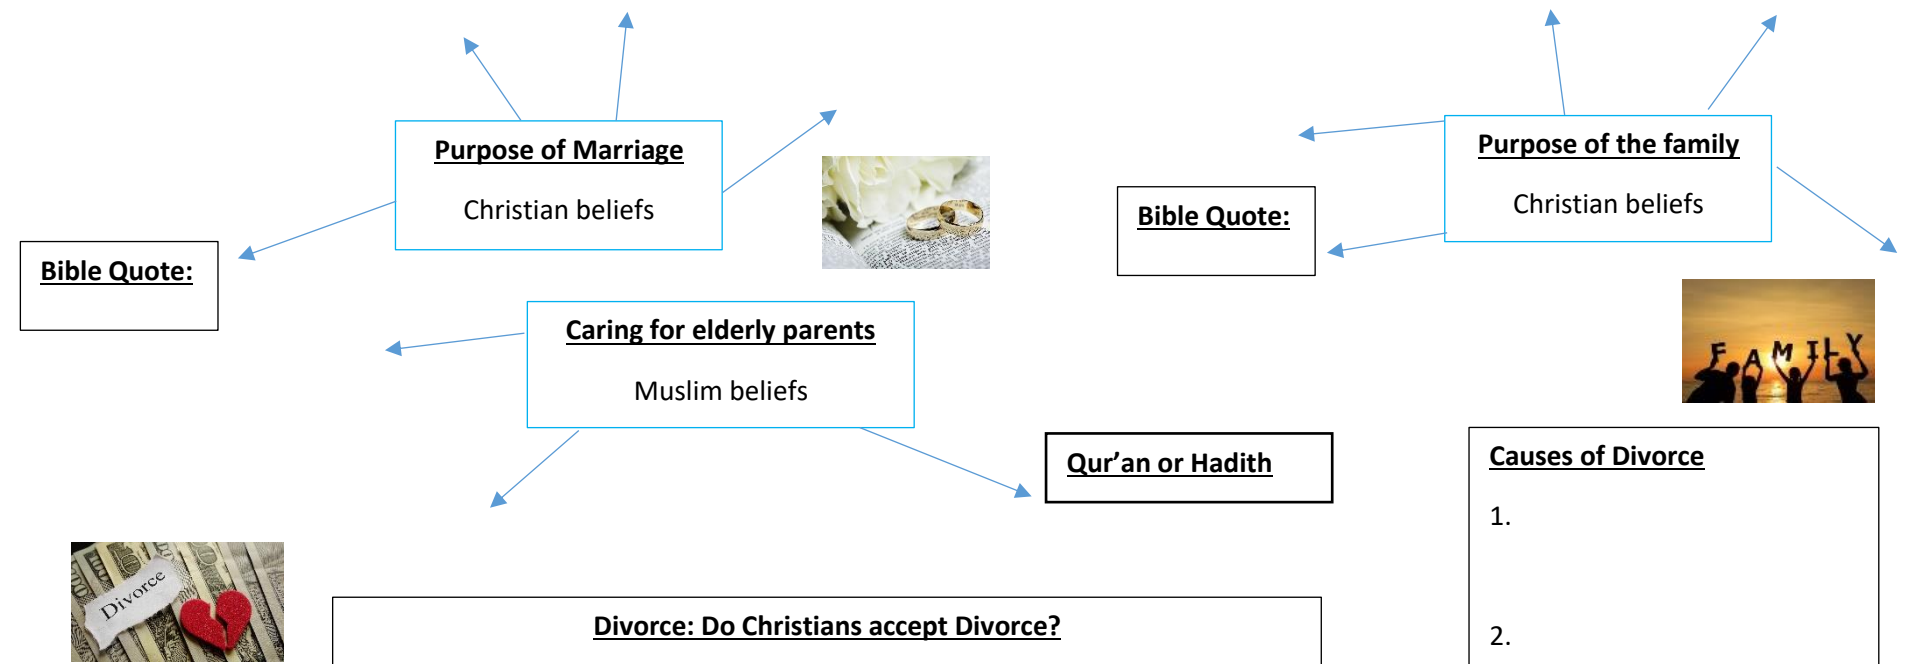 Purpose of Marriage
Christian beliefs
Bible Quote:
Purpose of the family
Christian beliefs
Bible Quote:
Caring for elderly parents
Muslim beliefs
Qur’an or Hadith
FAMILY
Causes of Divorce
1.
2.
Divorce
Divorce: Do Christians accept Divorce?